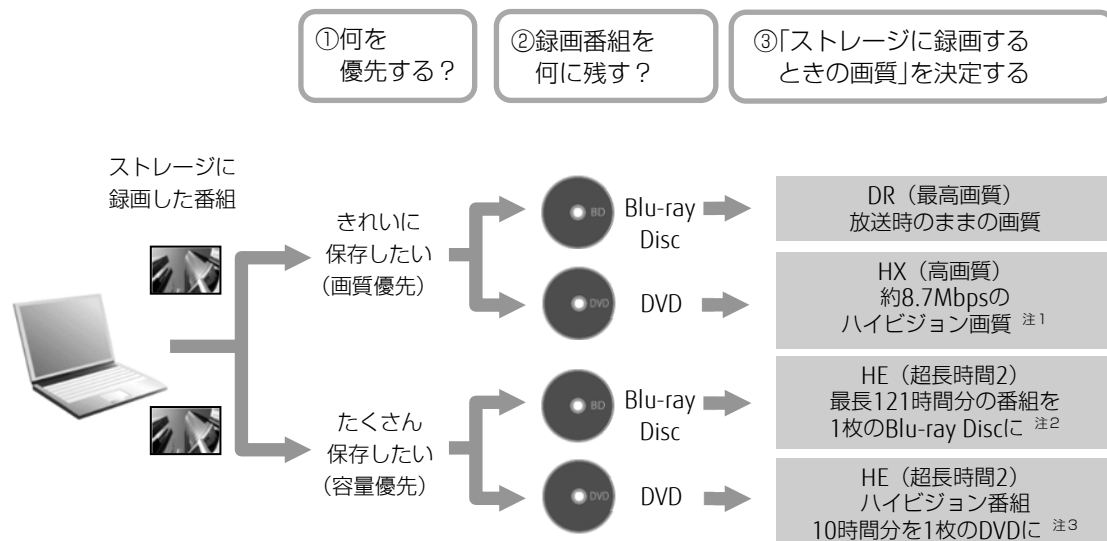 ①何を
優先する？
②録画番組を
何に残す？
③「ストレージに録画する
ときの画質」を決定する
ストレージに
録画した番組
きれいに
保存したい
（画質優先）
BD
Blu-ray
Disc
DR（最高画質）
放送時のままの画質
DVD
DVD
HX（高画質）
約8.7Mbpsの
ハイビジョン画質 注1
たくさん
保存したい
（容量優先）
BD
Blu-ray
Disc
HE（超長時間2）
最長121時間分の番組を
1枚のBlu-ray Discに 注2
DVD
DVD
HE（超長時間2）
ハイビジョン番組
10時間分を1枚のDVDに 注3